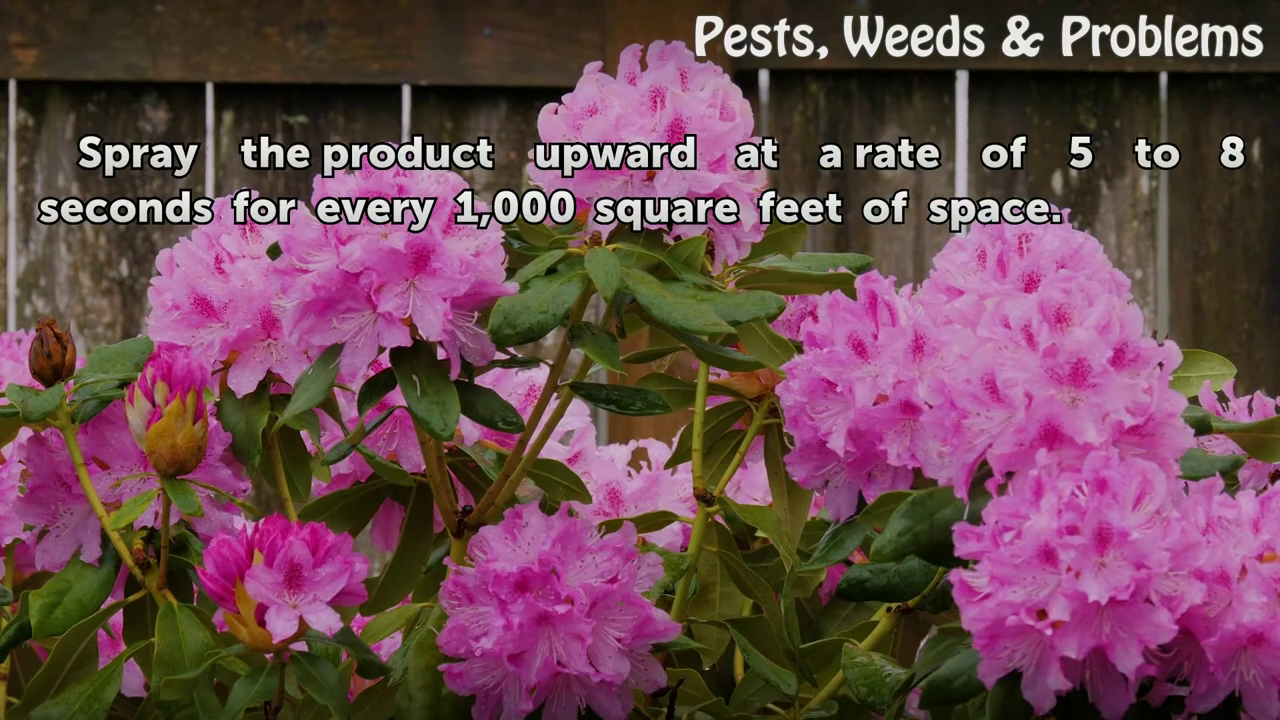 Pests, Weeds & Problems
Spray the product upward at a rate of 5 to 8
seconds for every 1,000 square feet of space.